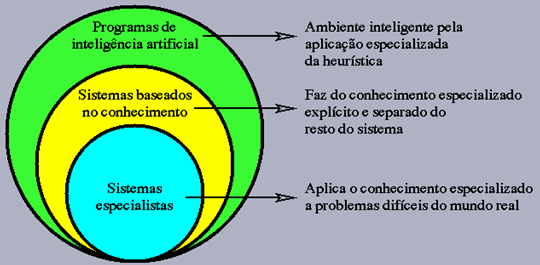 Programas de
inteligência artificial
Ambiente inteligente pela
aplicação especializada
da heurística
Sistemas baseados
no conhecimento
Faz do conhecimento especializado
explícito e separado do
resto do sistema
Sistemas
especialistas
Aplica o conhecimento especializado
a problemas difíceis do mundo real